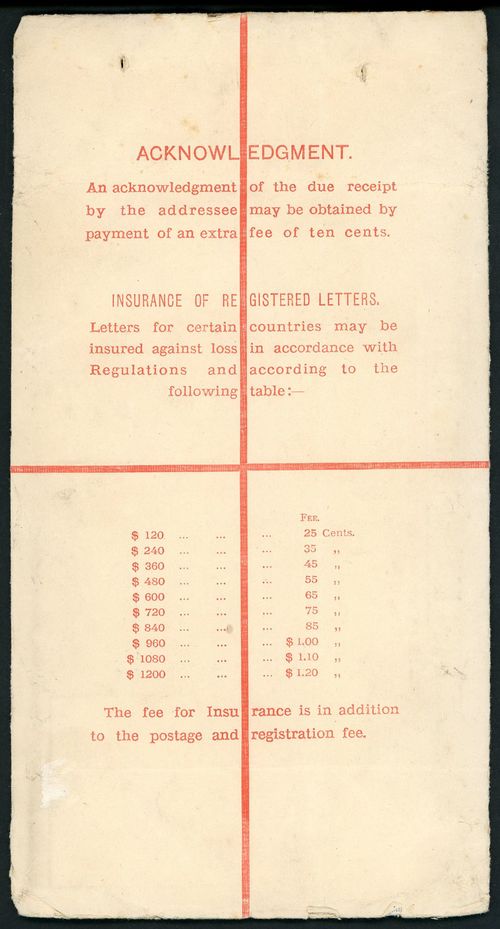 ACKNOWLEDGMENT.
An acknowledgment of the due receipt
by the addressee may be obtained by
payment of an extra fee of ten cents.
INSURANCE OF REGISTERED LETTERS.
Letters for certain countries may be
insured against loss in accordance with
Regulations and according to the
following table:—
FEE.
$ 120 ... ... ... 25 Cents.
$ 240 ... ... ... 35 „
$ 360 ... ... ... 45 „
$ 480 ... ... ... 55 „
$ 600 ... ... ... 65 „
$ 720 ... ... ... 75 „
$ 840 ... ... ... 85 „
$ 960 ... ... ... $ 1.00 „
$ 1080 ... ... ... $ 1.10 „
$ 1200 ... ... ... $ 1.20 „
The fee for Insurance is in addition
to the postage and registration fee.